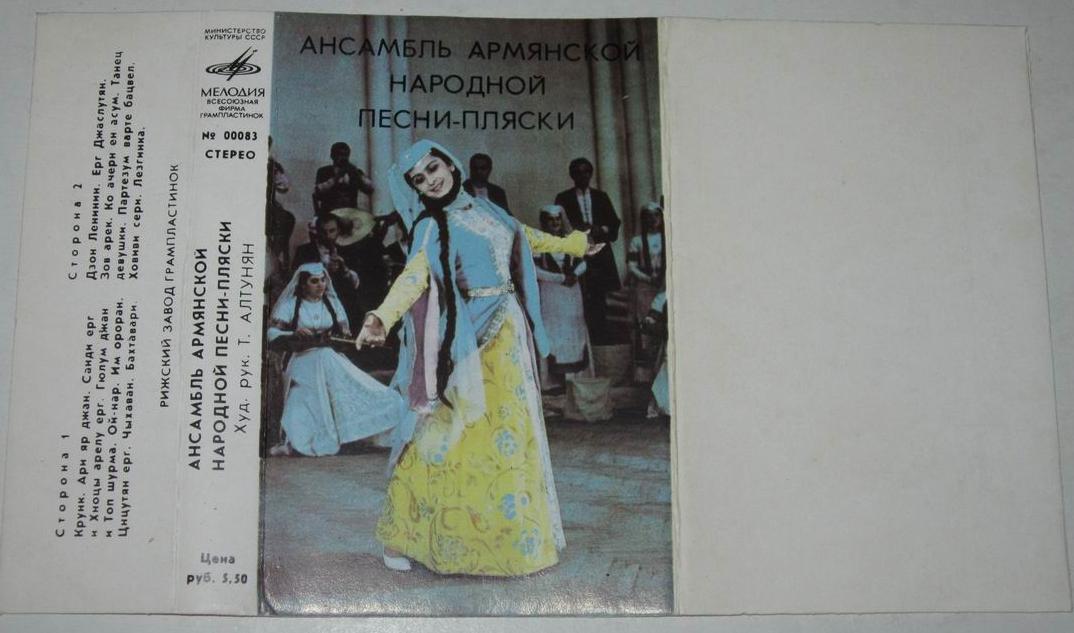 Сторона 1
Крунк. Ари яр джан. Санди ерг
и Хноцы арелу ерг. Гюлум джан
и Топ шурма. Ой-нар. Им ороран.
Цнцутян ерг. Чыхаван. Бахтавари.
Сторона 2
Дзон Ленинин. Ерг Джаслутян.
Зов арек. Ко ачери ен асум. Танец
девушки. Партезум варте бацвел.
Ховиви сери. Лезгинка.
РИЖСКИЙ ЗАВОД ГРАМПЛАСТИНОК
МИНИСТЕРСТВО
КУЛЬТУРЫ СССР
МЕЛОДИЯ
ВСЕСОЮЗНАЯ
ФИРМА
ГРАМПЛАСТИНОК
№ 00083
СТЕРЕО
АНСАМБЛЬ АРМЯНСКОЙ
НАРОДНОЙ ПЕСНИ-ПЛЯСКИ
Худ. рук. Т. АЛТУНЯН
Цена
руб. 5,50
АНСАМБЛЬ АРМЯНСКОЙ
НАРОДНОЙ
ПЕСНИ-ПЛЯСКИ